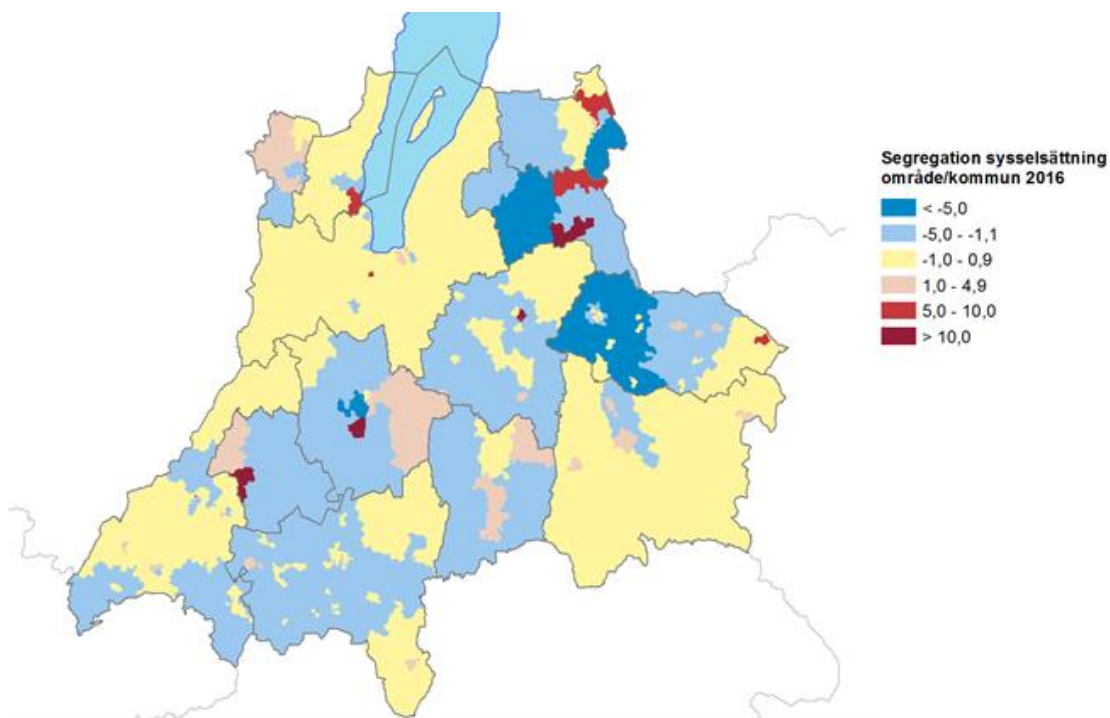 Segregation sysselsättning
område/kommun 2016
< -5,0
-5,0 - -1,1
-1,0 - 0,9
1,0 - 4,9
5,0 - 10,0
> 10,0